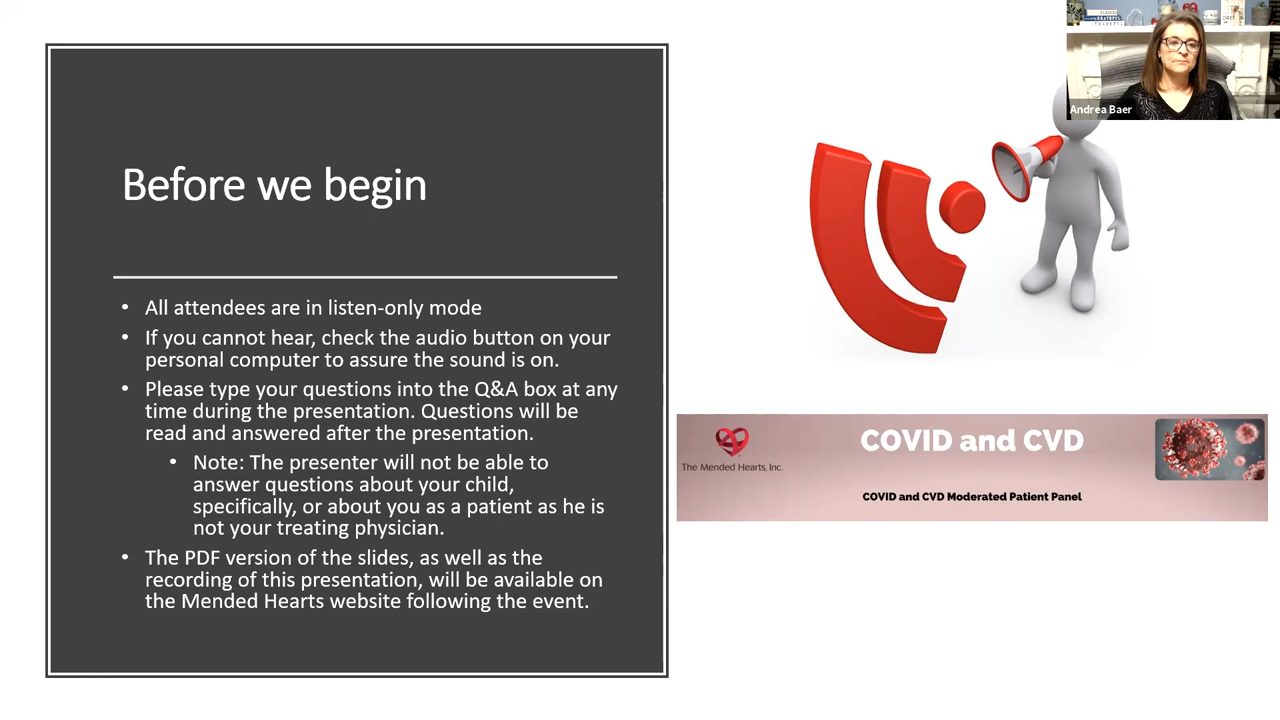 Before we begin
• All attendees are in listen-only mode
• If you cannot hear, check the audio button on your
personal computer to assure the sound is on.
• Please type your questions into the Q&A box at any
time during the presentation. Questions will be
read and answered after the presentation.
• Note: The presenter will not be able to
answer questions about your child,
specifically, or about you as a patient as he is
not your treating physician.
• The PDF version of the slides, as well as the
recording of this presentation, will be available on
the Mended Hearts website following the event.
Andrea Baer
The Mended Hearts, Inc.
COVID and CVD
COVID and CVD Moderated Patient Panel